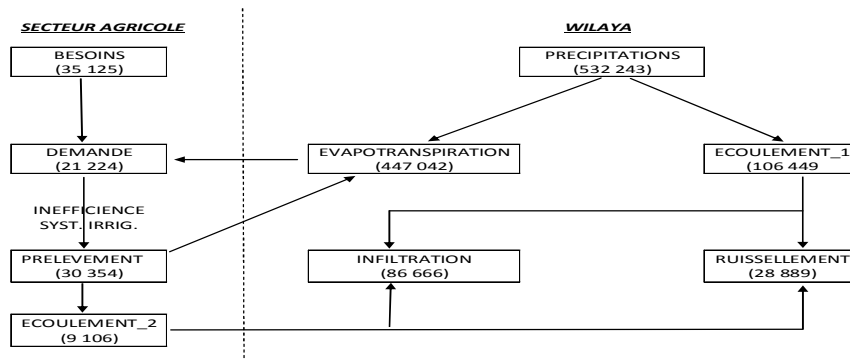 SECTEUR AGRICOLE
WILAYA
BESOINS
(35 125)
PRECIPITATIONS
(532 243)
DEMANDE
(21 224)
EVAPOTRANSPIRATION
(447 042)
ECOULEMENT_1
(106 449
INEFFICIENCE
SYST. IRRIG.
PRELEVEMENT
(30 354)
INFILTRATION
(86 666)
RUISSELLEMENT
(28 889)
ECOULEMENT_2
(9 106)